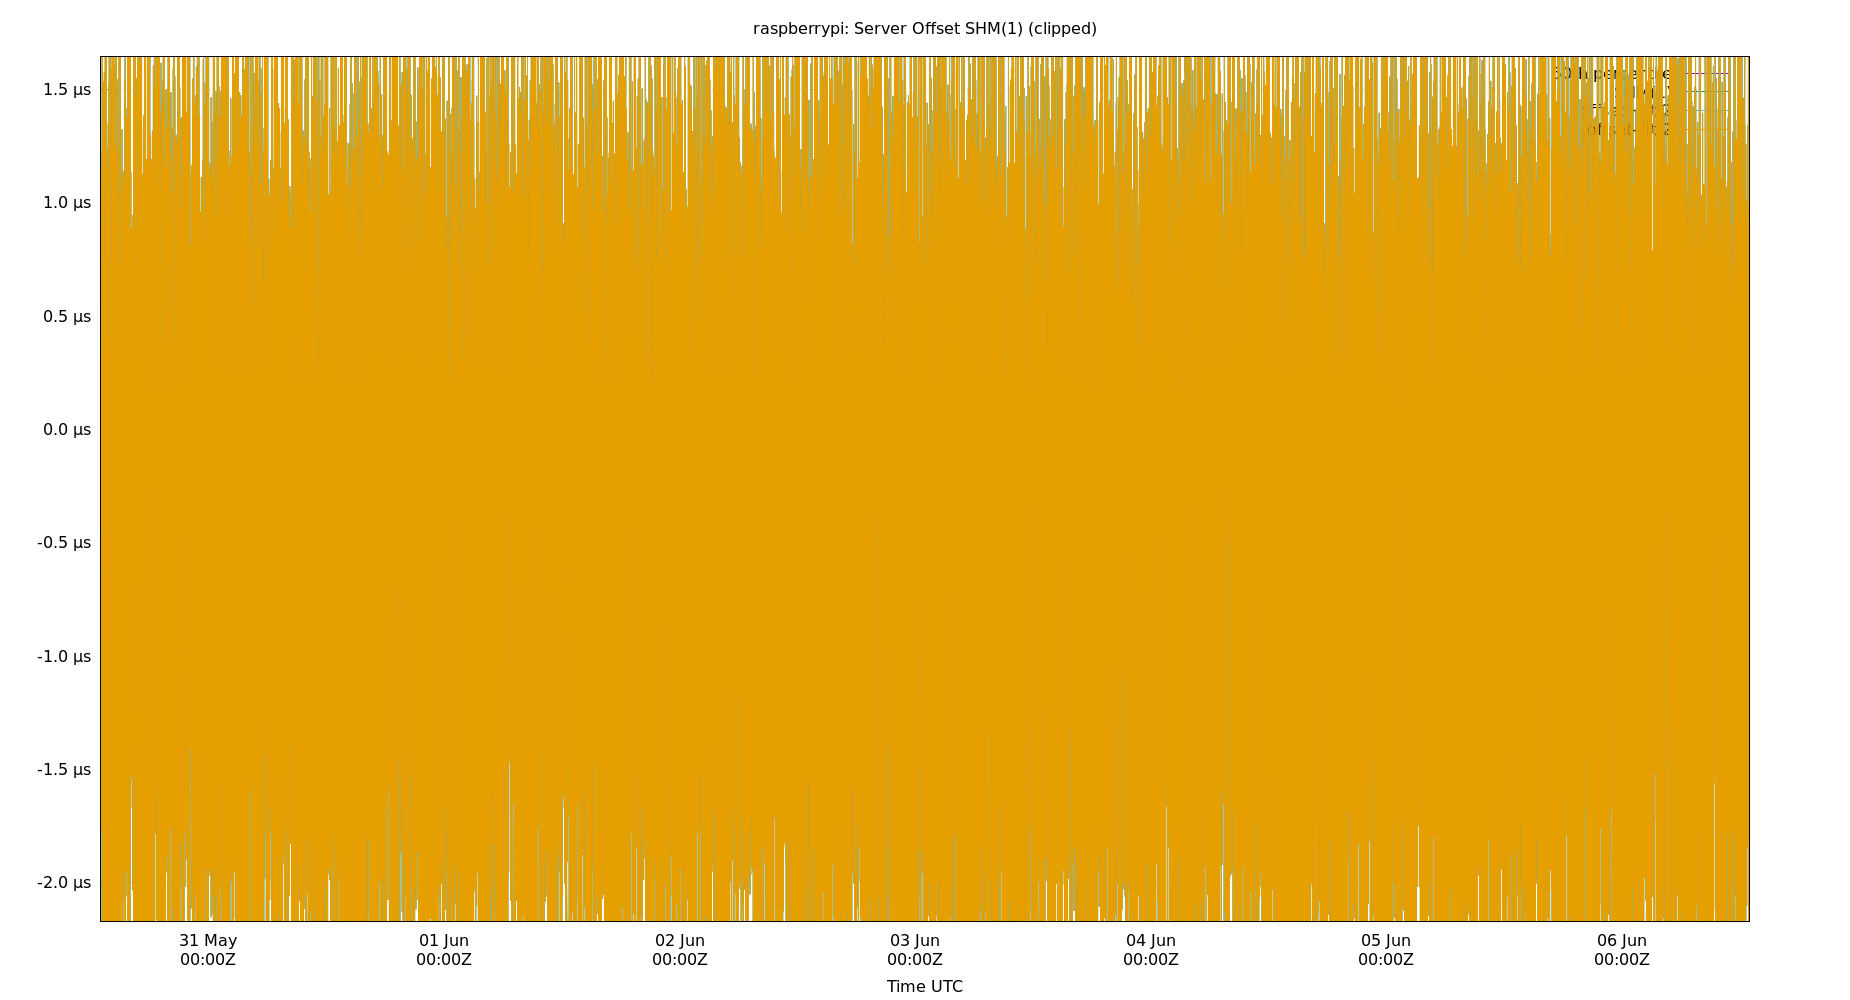 raspberrypi: Server Offset SHM(1) (clipped)
1.5 µs
1.0 µs
0.5 µs
0.0 µs
-0.5 µs
-1.0 µs
-1.5 µs
-2.0 µs
31 May 01 Jun 02 Jun 03 Jun 04 Jun 05 Jun 06 Jun
00:00Z 00:00Z 00:00Z 00:00Z 00:00Z 00:00Z 00:00Z
Time UTC